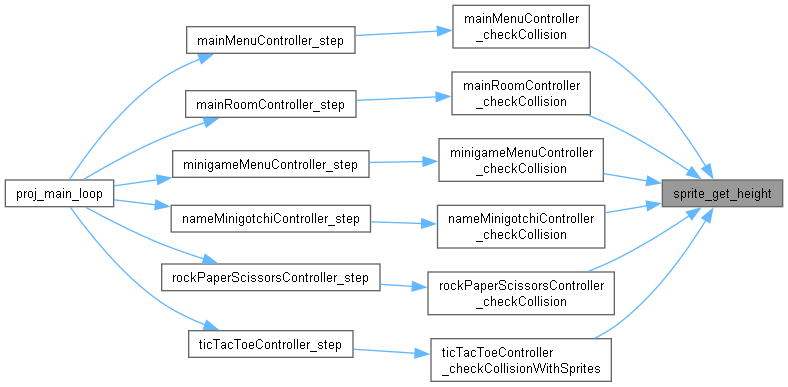 mainMenuController
_checkCollision
mainMenuController_step
mainRoomController
_checkCollision
mainRoomController_step
minigameMenuController
_checkCollision
minigameMenuController_step
proj_main_loop
sprite_get_height
nameMinigotchiController
_checkCollision
nameMinigotchiController_step
rockPaperScissorsController
_checkCollision
rockPaperScissorsController_step
ticTacToeController
_checkCollisionWithSprites
ticTacToeController_step